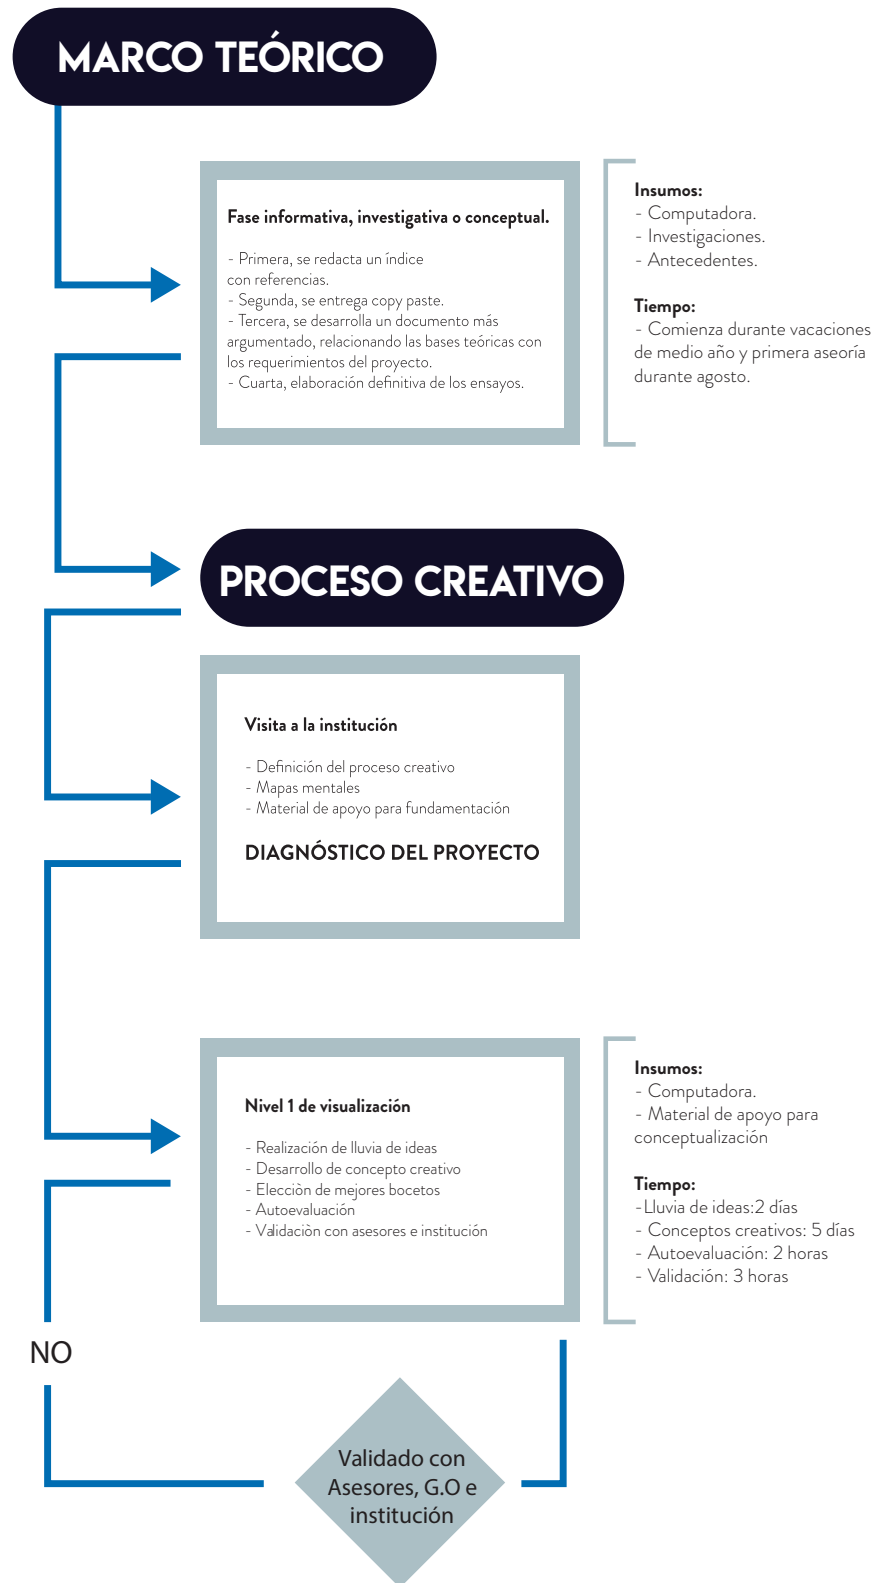 MARCO TEÓRICO
Fase informativa, investigativa o conceptual.
- Primera, se redacta un índice
con referencias.
- Segunda, se entrega copy paste.
- Tercera, se desarrolla un documento más
argumentado, relacionando las bases teóricas con
los requerimientos del proyecto.
- Cuarta, elaboración definitiva de los ensayos.
Insumos:
- Computadora.
- Investigaciones.
- Antecedentes.
Tiempo:
- Comienza durante vacaciones
de medio año y primera aseoría
durante agosto.
PROCESO CREATIVO
Visita a la institución
- Definición del proceso creativo
- Mapas mentales
- Material de apoyo para fundamentación
DIAGNÓSTICO DEL PROYECTO
Nivel 1 de visualización
- Realización de lluvia de ideas
- Desarrollo de concepto creativo
- Elecciòn de mejores bocetos
- Autoevaluación
- Validaciòn con asesores e institución
Insumos:
- Computadora.
- Material de apoyo para
conceptualización
Tiempo:
-Lluvia de ideas:2 días
- Conceptos creativos: 5 días
- Autoevaluación: 2 horas
- Validación: 3 horas
NO
Validado con
Asesores, G.O e
institución